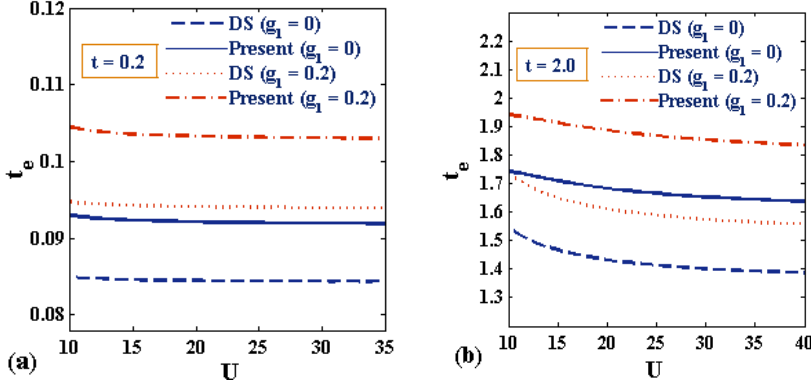 0.12
0.11
0.1
0.09
0.08
t = 0.2
DS (g1 = 0)
Present (g1 = 0)
DS (g1 = 0.2)
Present (g1 = 0.2)
te
10 15 20 25 30 35
U
(a)
2.2
2.1
2
1.9
1.8
1.7
1.6
1.5
1.4
1.3
t = 2.0
DS (g1 = 0)
Present (g1 = 0)
DS (g1 = 0.2)
Present (g1 = 0.2)
te
10 15 20 25 30 35 40
U
(b)